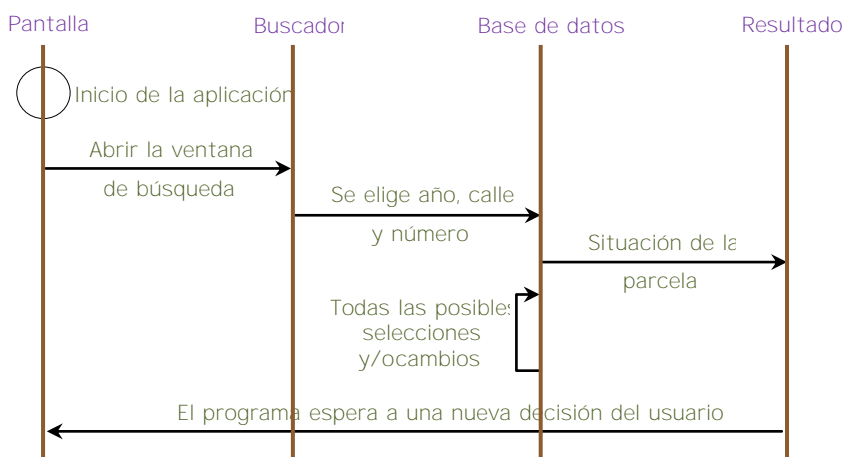 Pantalla
Buscador
Base de datos
Resultado
Inicio de la aplicación
Abrir la ventana
de búsqueda
Se elige año, calle
y número
Situación de la
parcela
Todas las posibles
selecciones
y/ocambios
El programa espera a una nueva decisión del usuario